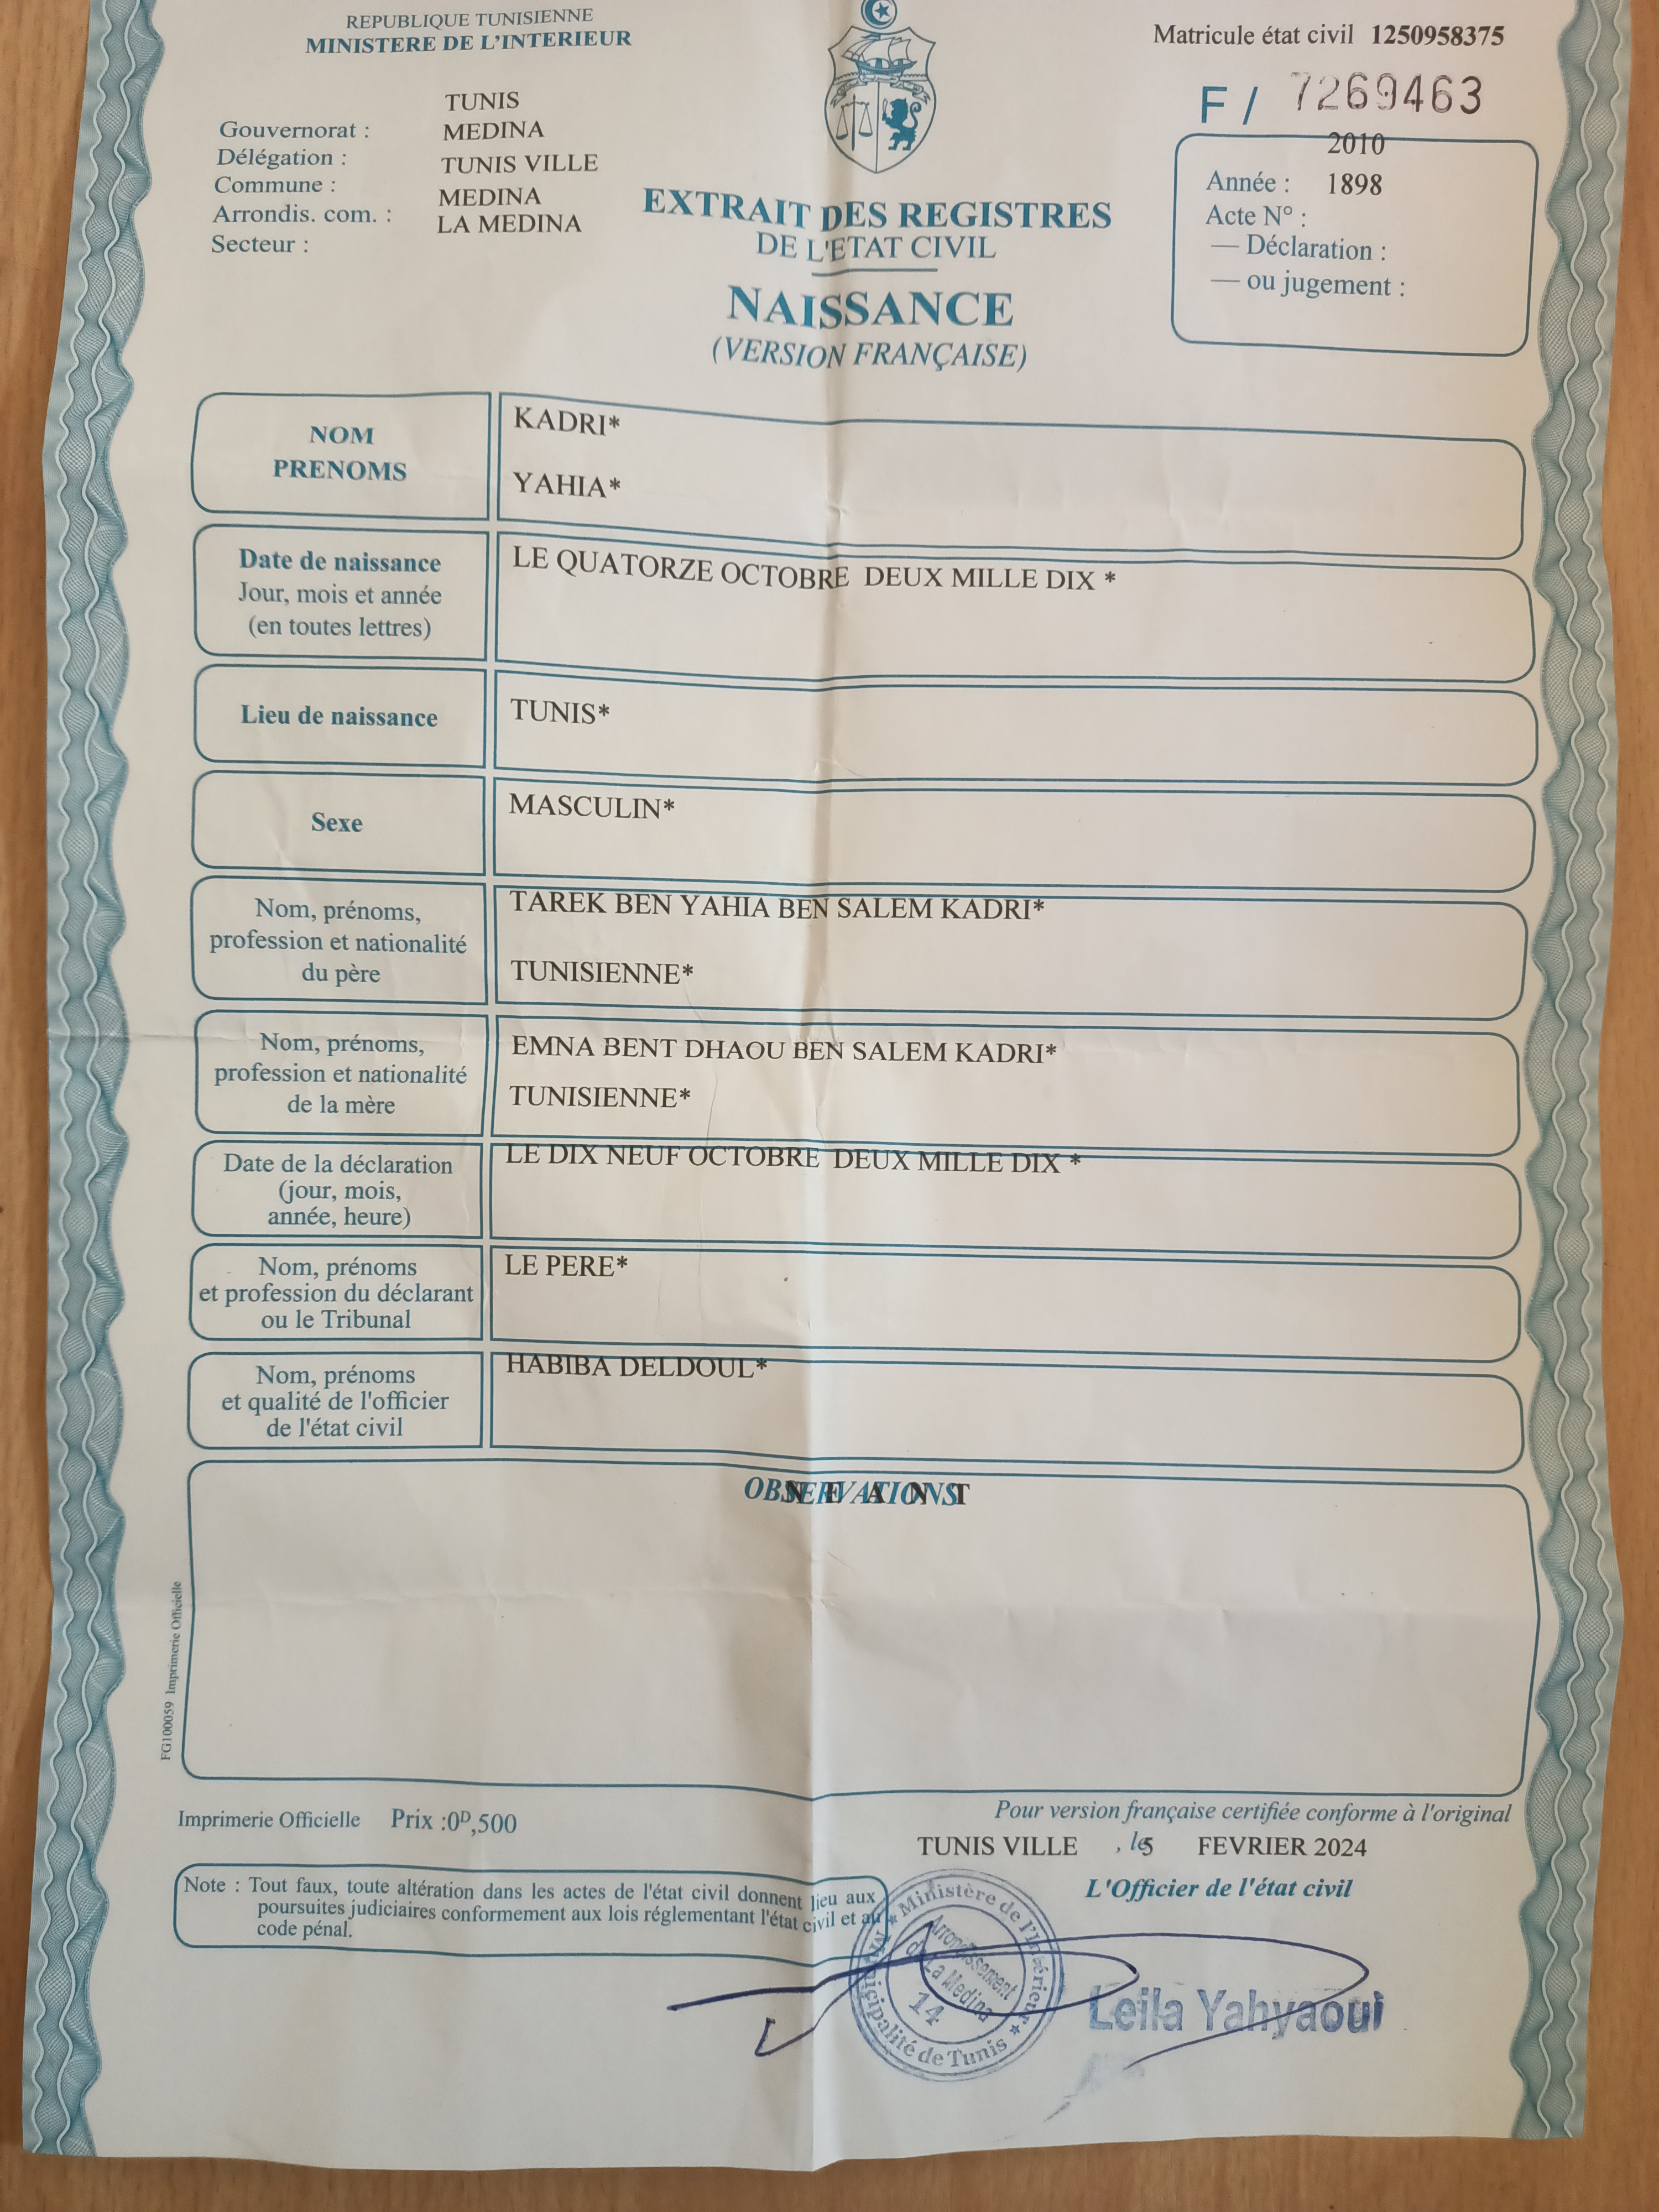 REPUBLIQUE TUNISIENNE
MINISTERE DE L'INTERIEUR
Matricule état civil 1250958375
F / 7269463
TUNIS
Gouvernorat : MEDINA
Délégation : TUNIS VILLE
Commune : MEDINA
Arrondis. com. : LA MEDINA
Secteur :
2010
Année : 1898
Acte N° :
— Déclaration :
— ou jugement :
EXTRAIT DES REGISTRES
DE L'ETAT CIVIL
NAISSANCE
(VERSION FRANÇAISE)
NOM
PRENOMS
KADRI*
YAHIA*
Date de naissance
Jour, mois et année
(en toutes lettres)
LE QUATORZE OCTOBRE DEUX MILLE DIX *
Lieu de naissance
TUNIS*
Sexe
MASCULIN*
Nom, prénoms,
profession et nationalité
du père
TAREK BEN YAHIA BEN SALEM KADRI*
TUNISIENNE*
Nom, prénoms,
profession et nationalité
de la mère
EMNA BENT DHAOU BEN SALEM KADRI*
TUNISIENNE*
Date de la déclaration
(jour, mois,
année, heure)
LE DIX NEUF OCTOBRE DEUX MILLE DIX *
Nom, prénoms
et profession du déclarant
ou le Tribunal
LE PERE*
Nom, prénoms
et qualité de l'officier
de l'état civil
HABIBA DELDOUL*
OBSERVATIONS
N E A N T
FG100059 Imprimerie Officielle
Imprimerie Officielle Prix :0D,500
Pour version française certifiée conforme à l'original
TUNIS VILLE , le 5 FEVRIER 2024
L'Officier de l'état civil
Note : Tout faux, toute altération dans les actes de l'état civil donnent lieu aux
poursuites judiciaires conformement aux lois réglementant l'état civil et au
code pénal.
Ministère de l'Intérieur
Municipalité de Tunis
Arrondissement
de La Medina
14
Leila Yahyaoui